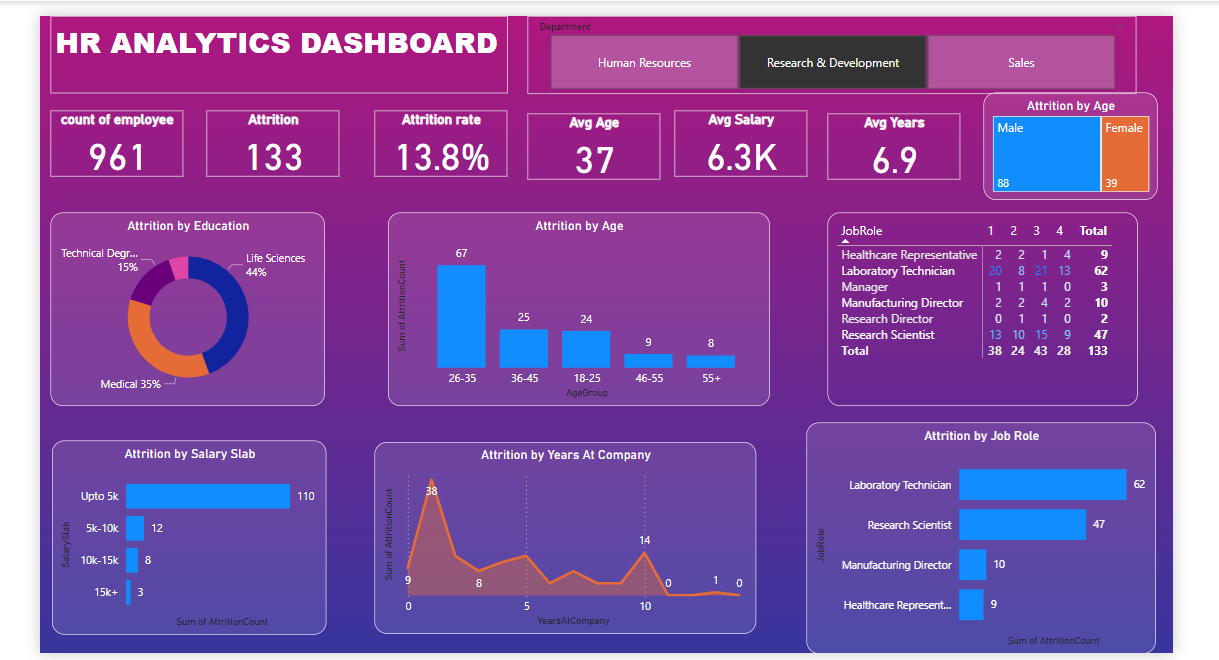 HR ANALYTICS DASHBOARD
Department
Human Resources
Research & Development
Sales
count of employee
961
Attrition
133
Attrition rate
13.8%
Avg Age
37
Avg Salary
6.3K
Avg Years
6.9
Attrition by Age
Male
88
Female
39
Attrition by Education
Technical Degr...
15%
Life Sciences
44%
Medical 35%
Attrition by Age
Sum of AttritionCount
67
25
24
9
8
26-35
36-45
18-25
46-55
55+
AgeGroup
JobRole 1 2 3 4 Total
Healthcare Representative 2 2 1 4 9
Laboratory Technician 20 8 21 13 62
Manager 1 1 1 0 3
Manufacturing Director 2 2 4 2 10
Research Director 0 1 1 0 2
Research Scientist 13 10 15 9 47
Total 38 24 43 28 133
Attrition by Salary Slab
SalarySlab
Upto 5k 110
5k-10k 12
10k-15k 8
15k+ 3
Sum of AttritionCount
Attrition by Years At Company
Sum of AttritionCount
9
38
8
14
0
1
0
0
5
10
YearsAtCompany
Attrition by Job Role
JobRole
Laboratory Technician 62
Research Scientist 47
Manufacturing Director 10
Healthcare Represent... 9
Sum of AttritionCount